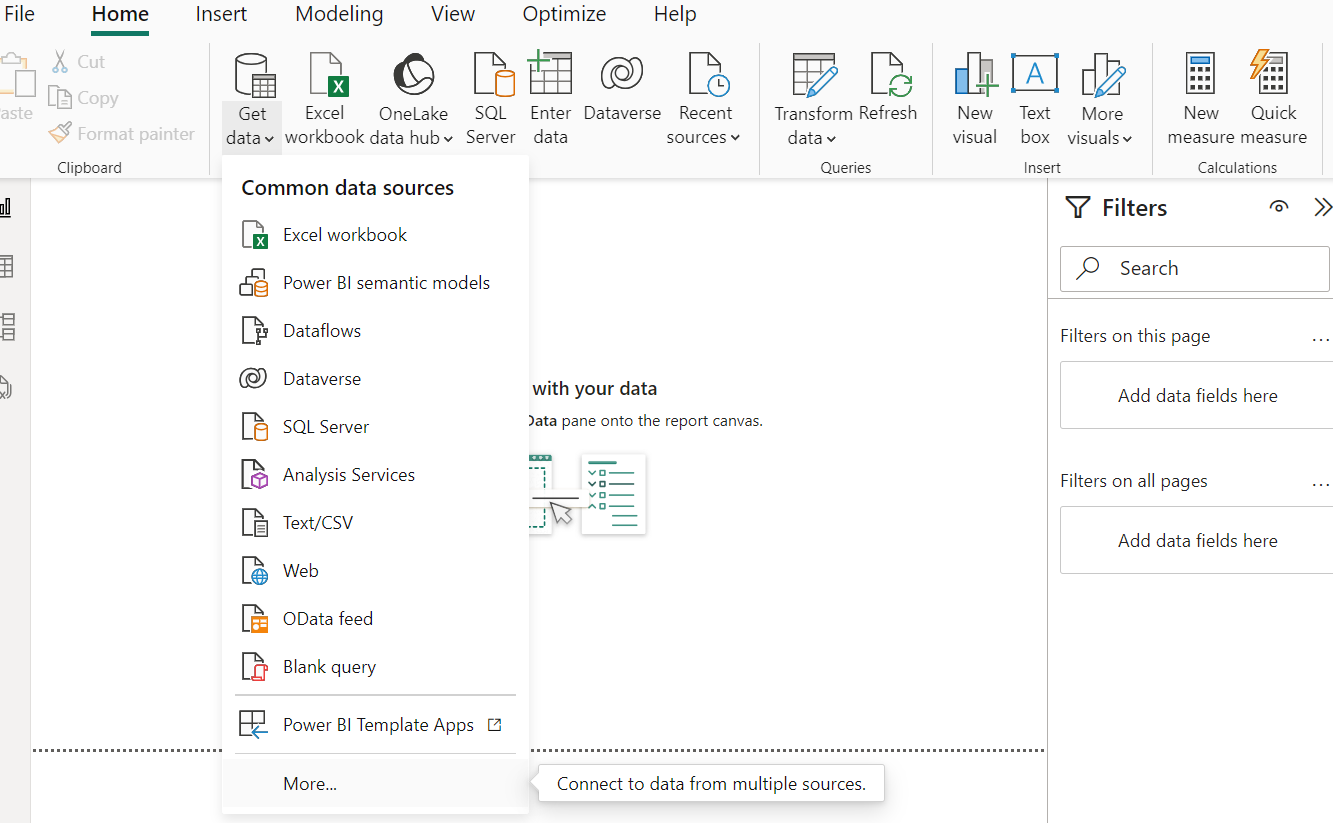 File Home Insert Modeling View Optimize Help
Cut
Copy
Format painter
Clipboard
Get data
Excel workbook
OneLake data hub
SQL Server
Enter data
Dataverse
Recent sources
Transform data
Refresh
Queries
New visual
Text box
More visuals
Insert
New measure
Quick measure
Calculations
Common data sources
Excel workbook
Power BI semantic models
Dataflows
Dataverse
SQL Server
Analysis Services
Text/CSV
Web
OData feed
Blank query
Power BI Template Apps
More...
Connect to data from multiple sources.
with your data
Data pane onto the report canvas.
Filters
Search
Filters on this page ...
Add data fields here
Filters on all pages ...
Add data fields here